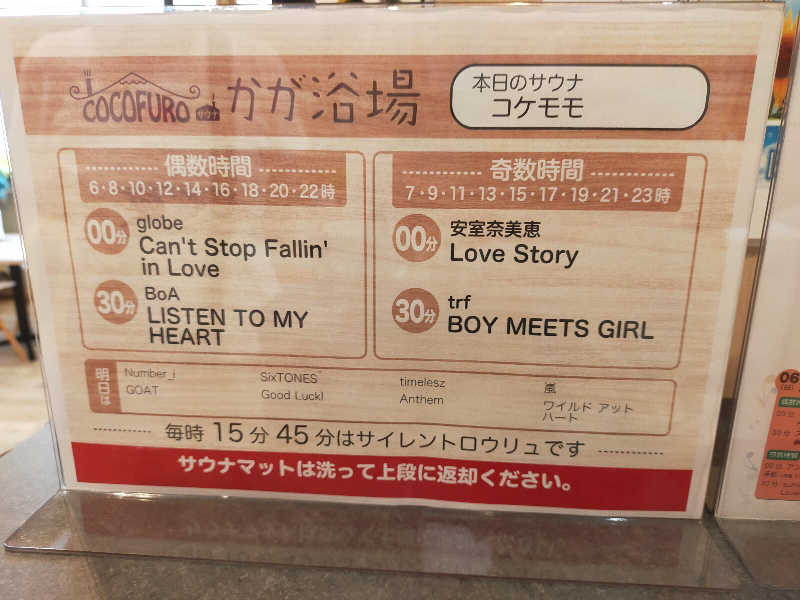 COCOFURO サウナ かが浴場
本日のサウナ
コケモモ
偶数時間
6・8・10・12・14・16・18・20・22時
00分
globe
Can't Stop Fallin'
in Love
30分
BoA
LISTEN TO MY
HEART
奇数時間
7・9・11・13・15・17・19・21・23時
00分
安室奈美恵
Love Story
30分
trf
BOY MEETS GIRL
明日は
Number_i
GOAT
SixTONES
Good Luck!
timelesz
Anthem
嵐
ワイルド アット
ハート
毎時 15分 45分はサイレントロウリュです
サウナマットは洗って上段に返却ください。
06